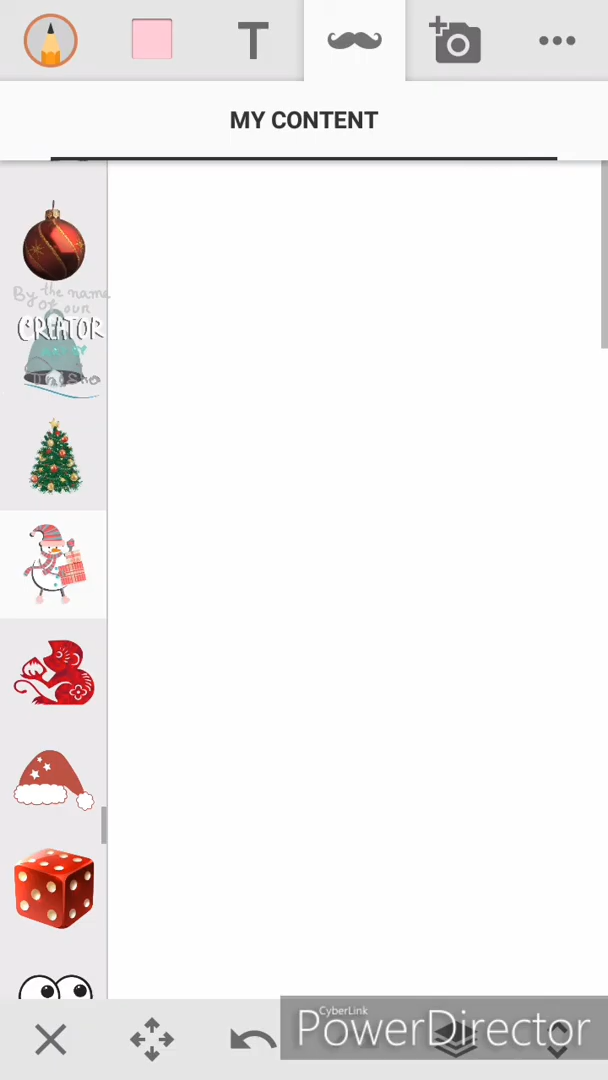 T
MY CONTENT
By the name
of our
CREATOR
CyberLink
PowerDirector